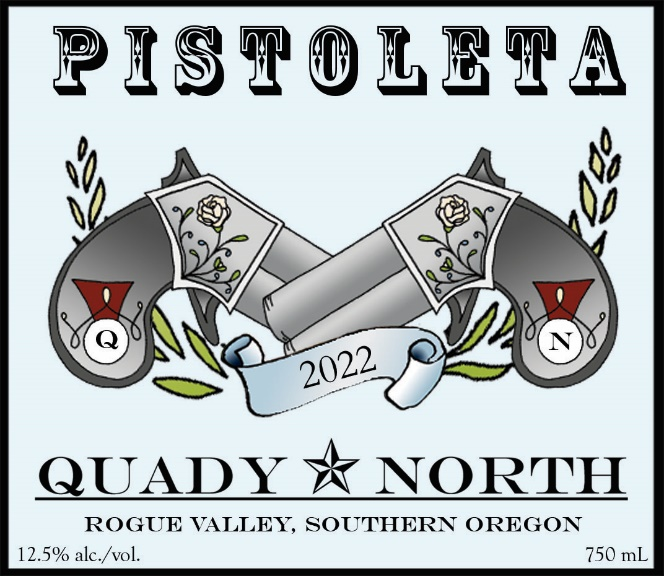 PISTOLETA
Q
N
2022
QUADY NORTH
ROGUE VALLEY, SOUTHERN OREGON
12.5% alc./vol.
750 mL